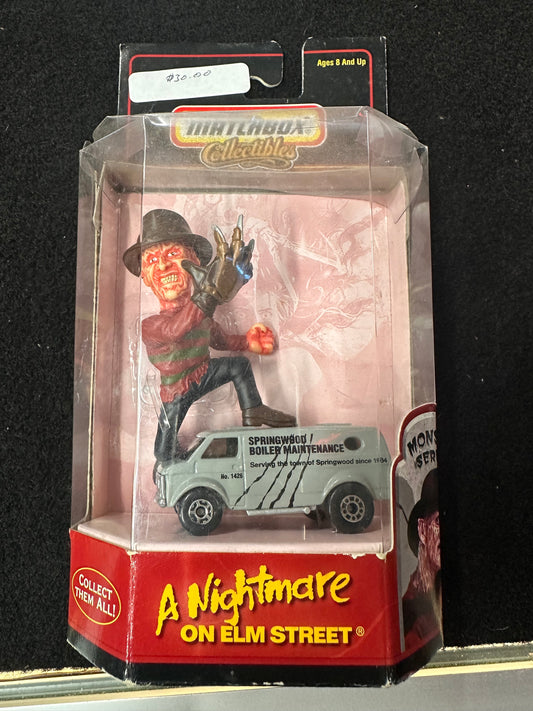 $30.00
Ages 8 And Up
MATCHBOX®
Collectibles
SPRINGWOOD
BOILER MAINTENANCE
Serving the town of Springwood since 1984
No. 1428
MONS
SER
COLLECT
THEM ALL!
A Nightmare
ON ELM STREET®